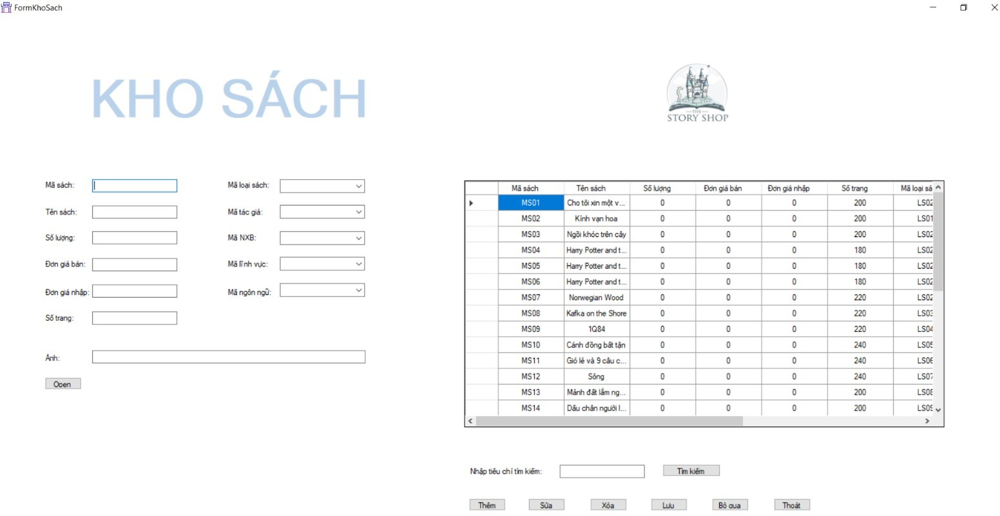 FormKhoSach
KHO SÁCH
THE
STORY SHOP
Mã sách:
Mã loại sách:
Tên sách:
Mã tác giả:
Số lượng:
Mã NXB:
Đơn giá bán:
Mã lĩnh vực:
Đơn giá nhập:
Mã ngôn ngữ:
Số trang:
Ảnh:
Open
Mã sách Tên sách Số lượng Đơn giá bán Đơn giá nhập Số trang Mã loại sá
MS01 Cho tôi xin một v... 0 0 0 200 LS02
MS02 Kính vạn hoa 0 0 0 200 LS01
MS03 Ngồi khóc trên cây 0 0 0 200 LS02
MS04 Harry Potter and t... 0 0 0 180 LS02
MS05 Harry Potter and t... 0 0 0 180 LS02
MS06 Harry Potter and t... 0 0 0 180 LS02
MS07 Norwegian Wood 0 0 0 220 LS02
MS08 Kafka on the Shore 0 0 0 220 LS03
MS09 1Q84 0 0 0 220 LS04
MS10 Cánh đồng bất tận 0 0 0 240 LS05
MS11 Gió lẻ và 9 câu c... 0 0 0 240 LS06
MS12 Sông 0 0 0 240 LS07
MS13 Mảnh đất lắm ng... 0 0 0 200 LS08
MS14 Dấu chân người l... 0 0 0 200 LS09
Nhập tiêu chí tìm kiếm:
Tìm kiếm
Thêm Sửa Xóa Lưu Bỏ qua Thoát